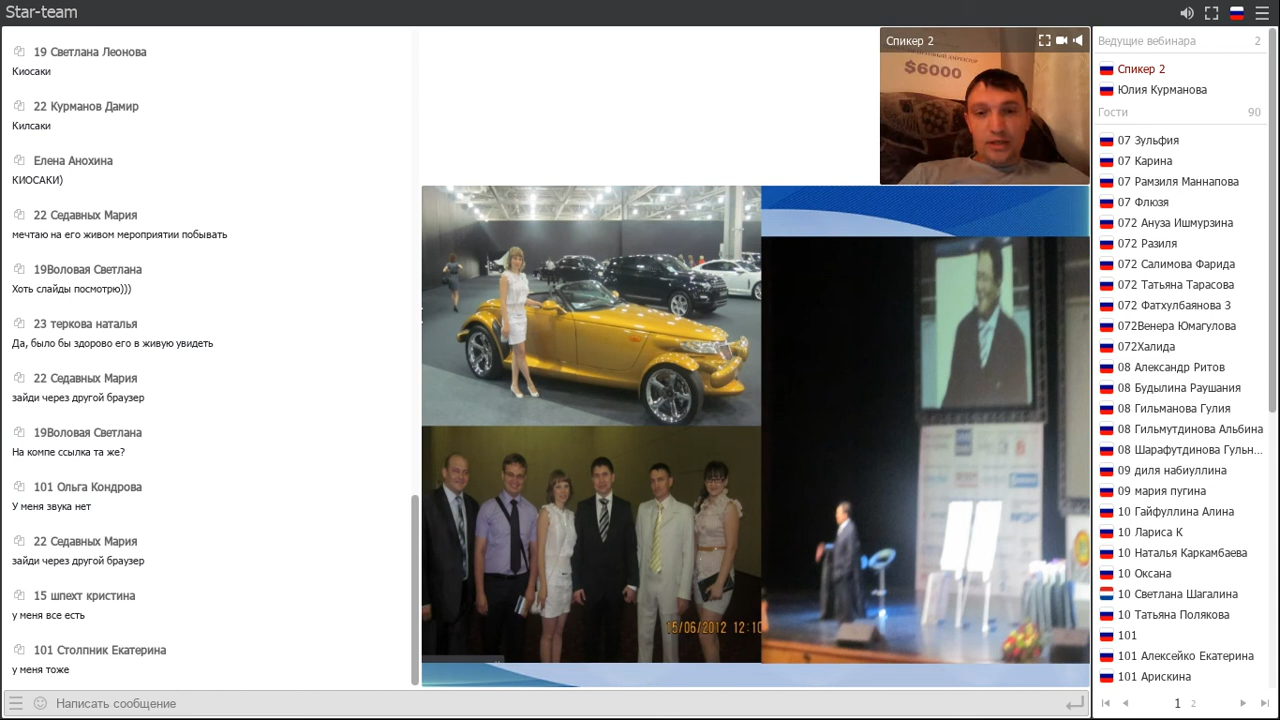 Star-team
19 Светлана Леонова
Киосаки
22 Курманов Дамир
Килсаки
Елена Анохина
КИОСАКИ)
22 Седавных Мария
мечтаю на его живом мероприятии побывать
19Воловая Светлана
Хоть слайды посмотрю)))
23 теркова наталья
Да, было бы здорово его в живую увидеть
22 Седавных Мария
зайди через другой браузер
19Воловая Светлана
На компе ссылка та же?
101 Ольга Кондрова
У меня звука нет
22 Седавных Мария
зайди через другой браузер
15 шпехт кристина
у меня все есть
101 Столпник Екатерина
у меня тоже
Написать сообщение
Спикер 2
$6000
15/06/2012 12:10
Ведущие вебинара 2
Спикер 2
Юлия Курманова
Гости 90
07 Зульфия
07 Карина
07 Рамзиля Маннапова
07 Флюзя
072 Ануза Ишмурзина
072 Разиля
072 Салимова Фарида
072 Татьяна Тарасова
072 Фатхулбаянова З
072Венера Юмагулова
072Халида
08 Александр Ритов
08 Будылина Раушания
08 Гильманова Гулия
08 Гильмутдинова Альбина
08 Шарафутдинова Гульн...
09 диля набиуллина
09 мария пугина
10 Гайфуллина Алина
10 Лариса К
10 Наталья Каркамбаева
10 Оксана
10 Светлана Шагалина
10 Татьяна Полякова
101
101 Алексейко Екатерина
101 Арискина
1 2